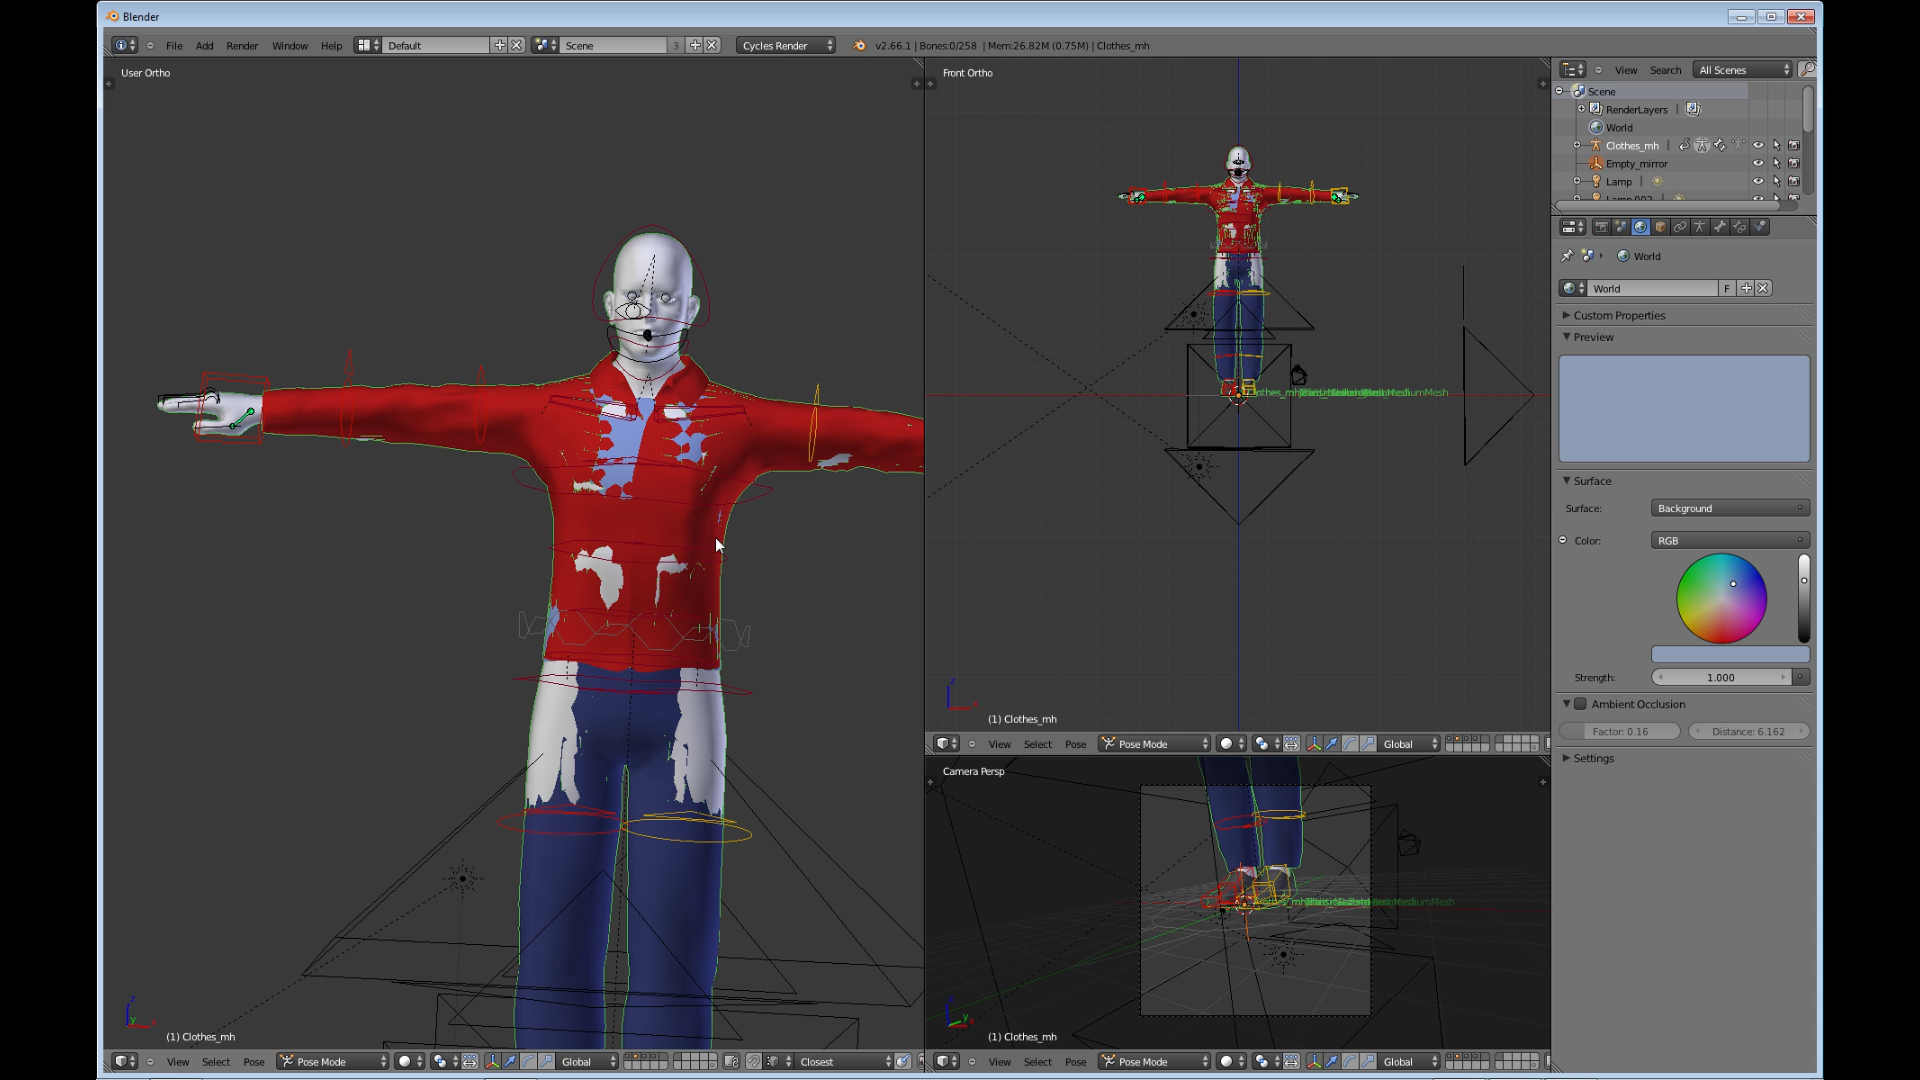 Blender
File Add Render Window Help Default Scene 3 Cycles Render v2.66.1 | Bones:0/258 | Mem:26.82M (0.75M) | Clothes_mh
User Ortho
Front Ortho
View Search All Scenes
Scene
RenderLayers
World
Clothes_mh
Empty_mirror
Lamp
World
World F
Custom Properties
Preview
Surface
Surface: Background
Color: RGB
Strength: 1.000
Ambient Occlusion
Factor: 0.16 Distance: 6.162
Settings
z
(1) Clothes_mh
View Select Pose Pose Mode Global
Camera Persp
z
y
(1) Clothes_mh
z
y
(1) Clothes_mh
View Select Pose Pose Mode Global Closest
View Select Pose Pose Mode Global